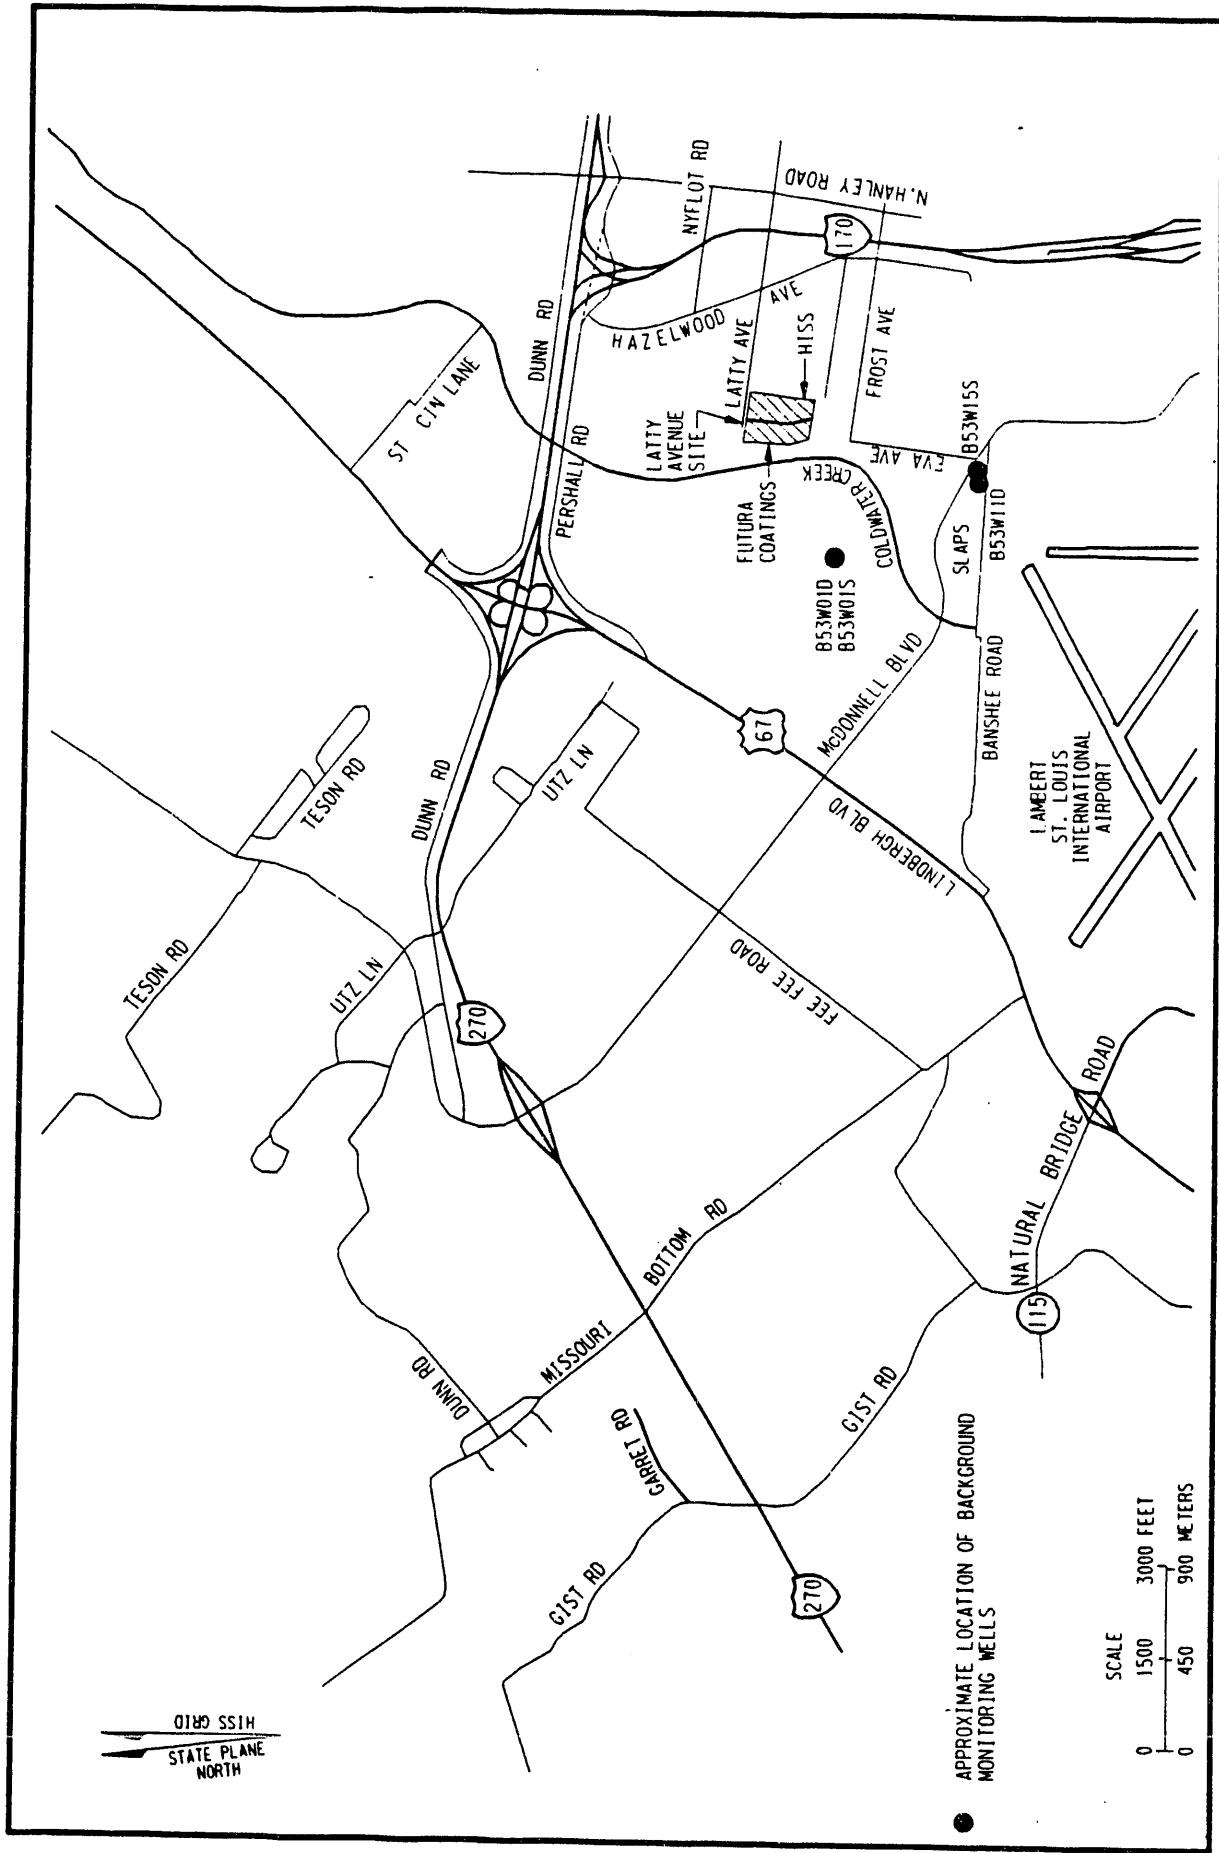 HISS GRID
STATE PLANE
NORTH
TESON RD
TESON RD
UTZ LN
UTZ LN
DUNN RD
DUNN RD
DUNN RD
ST CIN LANE
PERSHALL RD
NYFLOT RD
N.HANLEY ROAD
170
HAZELWOOD
AVE
LATTY AVE
LATTY
AVENUE
SITE
HISS
FUTURA
COATINGS
FROST AVE
EVA AVE
COLDWATER CREEK
B53W01D
B53W01S
B53W15S
B53W11D
SLAPS
BANSHEE ROAD
McDONNELL BLVD
67
LINDBERGH BLVD
LAMBERT
ST. LOUIS
INTERNATIONAL
AIRPORT
FEE FEE ROAD
270
MISSOURI
BOTTOM RD
NATURAL BRIDGE ROAD
115
GIST RD
GIST RD
GARRET RD
270
APPROXIMATE LOCATION OF BACKGROUND
MONITORING WELLS
SCALE
0 1500 3000 FEET
0 450 900 METERS